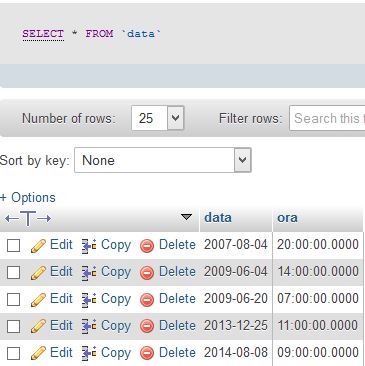 SELECT * FROM `data`
Number of rows: 25 Filter rows: Search this t
Sort by key: None
+ Options
←T→ data ora
Edit Copy Delete 2007-08-04 20:00:00.0000
Edit Copy Delete 2009-06-04 14:00:00.0000
Edit Copy Delete 2009-06-20 07:00:00.0000
Edit Copy Delete 2013-12-25 11:00:00.0000
Edit Copy Delete 2014-08-08 09:00:00.0000